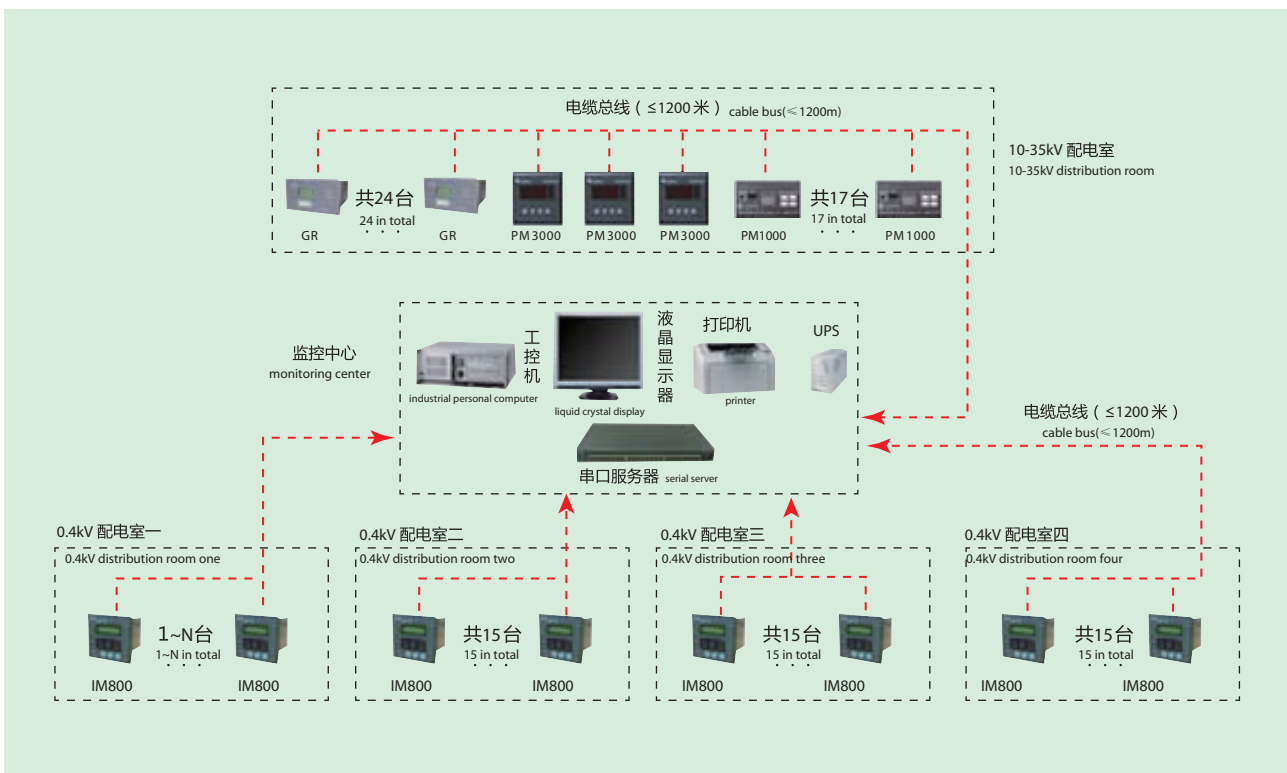 电缆总线（≤1200 米） cable bus(≤1200m)
10-35kV 配电室
10-35kV distribution room
共24台
24 in total
共17台
17 in total
GR
GR
PM3000
PM3000
PM3000
PM1000
PM1000
监控中心
monitoring center
工控机
industrial personal computer
液晶显示器
liquid crystal display
打印机
printer
UPS
串口服务器 serial server
电缆总线（≤1200 米）
cable bus(≤1200m)
0.4kV 配电室一
0.4kV distribution room one
1~N台
1~N in total
IM800
IM800
0.4kV 配电室二
0.4kV distribution room two
共15台
15 in total
IM800
IM800
0.4kV 配电室三
0.4kV distribution room three
共15台
15 in total
IM800
IM800
0.4kV 配电室四
0.4kV distribution room four
共15台
15 in total
IM800
IM800